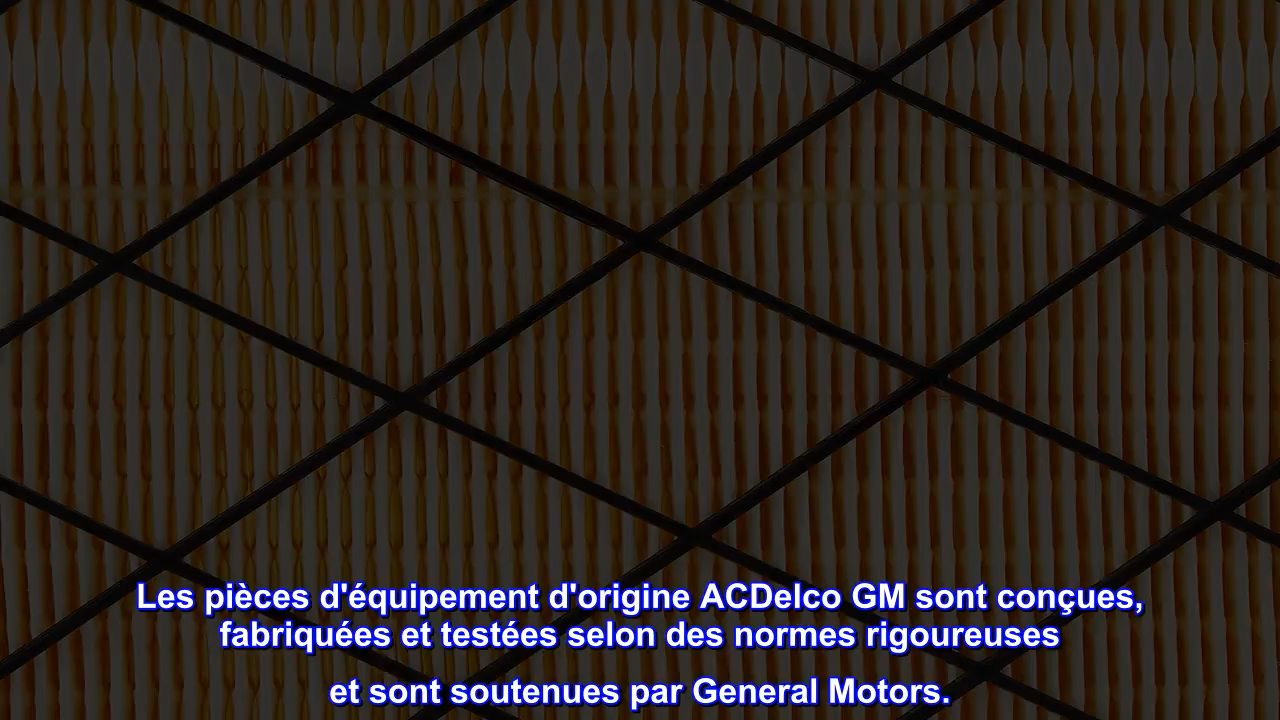 Les pièces d'équipement d'origine ACDelco GM sont conçues,
fabriquées et testées selon des normes rigoureuses
et sont soutenues par General Motors.